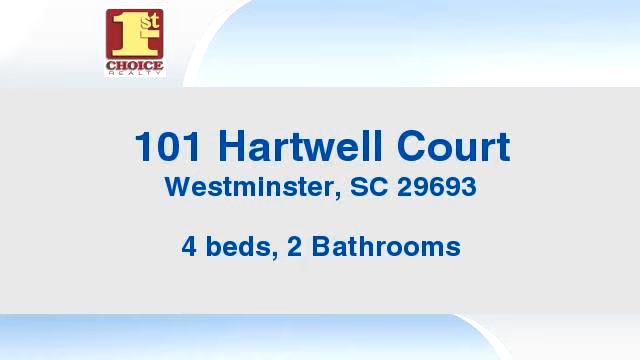 1st
CHOICE
REALTY
101 Hartwell Court
Westminster, SC 29693
4 beds, 2 Bathrooms